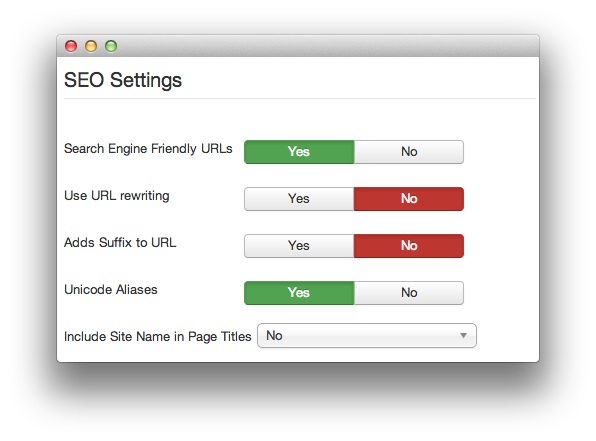 SEO Settings
Search Engine Friendly URLs Yes No
Use URL rewriting Yes No
Adds Suffix to URL Yes No
Unicode Aliases Yes No
Include Site Name in Page Titles No